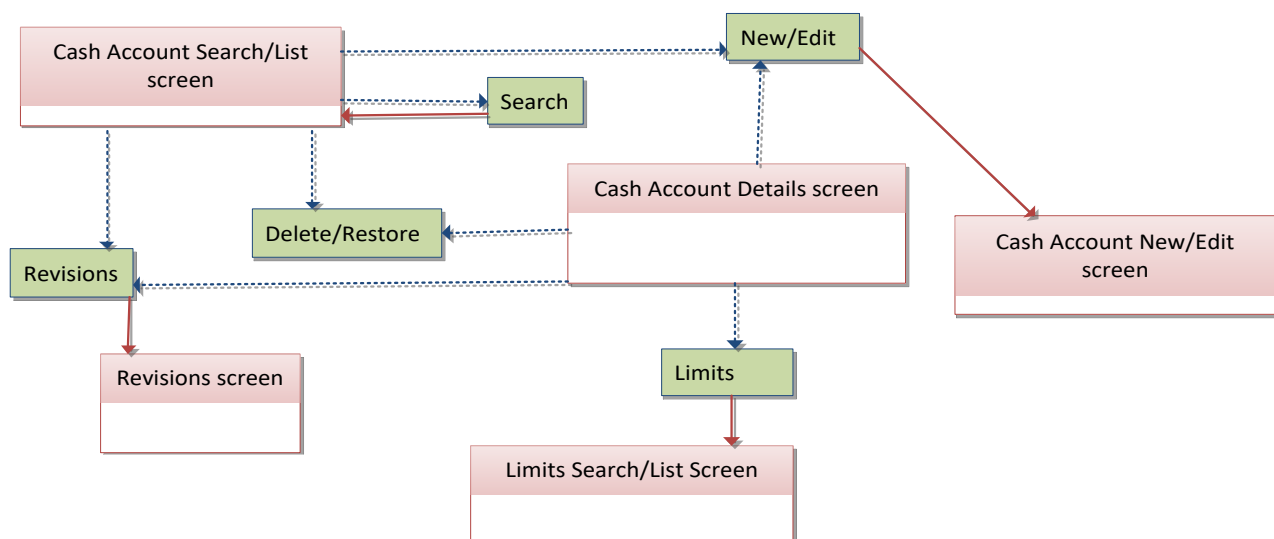 New/Edit
Cash Account Search/List
screen
Search
Cash Account Details screen
Delete/Restore
Cash Account New/Edit
screen
Revisions
Limits
Revisions screen
Limits Search/List Screen